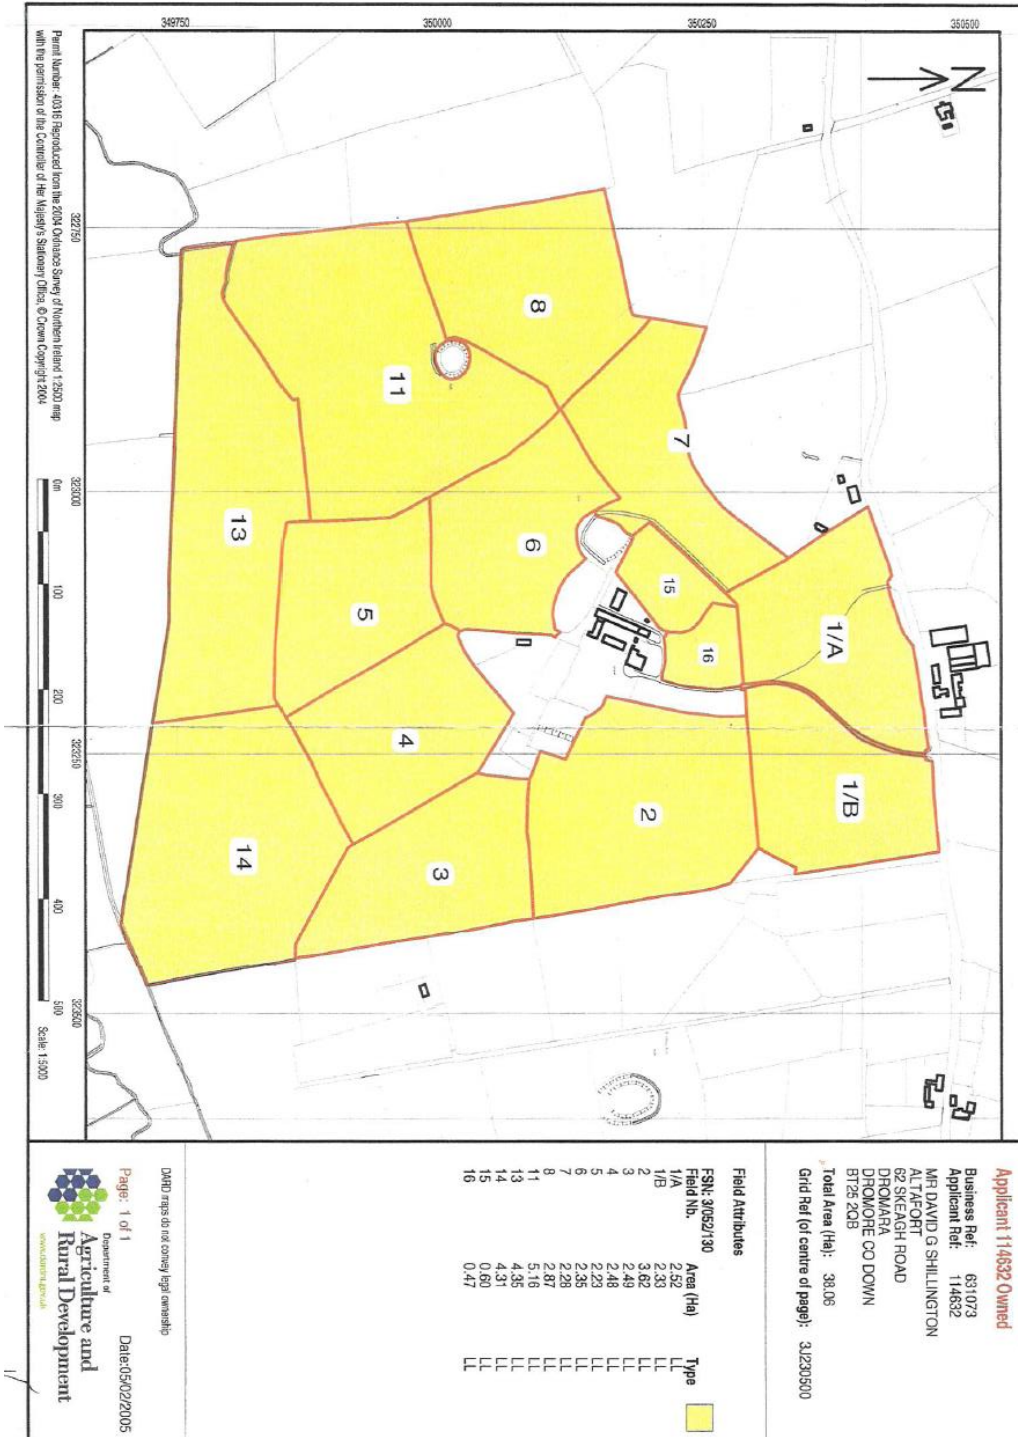 Applicant 114632 Owned
Business Ref: 631073
Applicant Ref: 114632
MR DAVID G SHILLINGTON
ALTAFORT
62 SKEAGH ROAD
DROMARA
DROMORE CO DOWN
BT25 2QB
Total Area (Ha): 38.06
Grid Ref (of centre of page): 3J230500
Field Attributes
FSN: 3/052/130
Field Nb. Area (Ha) Type
1/A 2.52 LL
1/B 2.33 LL
2 3.62 LL
3 2.49 LL
4 2.48 LL
5 2.23 LL
6 2.35 LL
7 2.28 LL
8 2.87 LL
11 5.16 LL
13 4.35 LL
14 4.31 LL
15 0.60 LL
16 0.47 LL
DARD maps do not convey legal ownership
Page: 1 of 1 Date:05/02/2005
Department of
Agriculture and
Rural Development
www.dardni.gov.uk
N
350500
350250
350000
349750
322750
323000
323250
323500
1/A
1/B
2
3
4
5
6
7
8
11
13
14
15
16
0m 100 200 300 400 500
Scale: 1:5000
Permit Number: 40316 Reproduced from the 2004 Ordnance Survey of Northern Ireland 1:2500 map
with the permission of the Controller of Her Majesty's Stationery Office, © Crown Copyright 2004